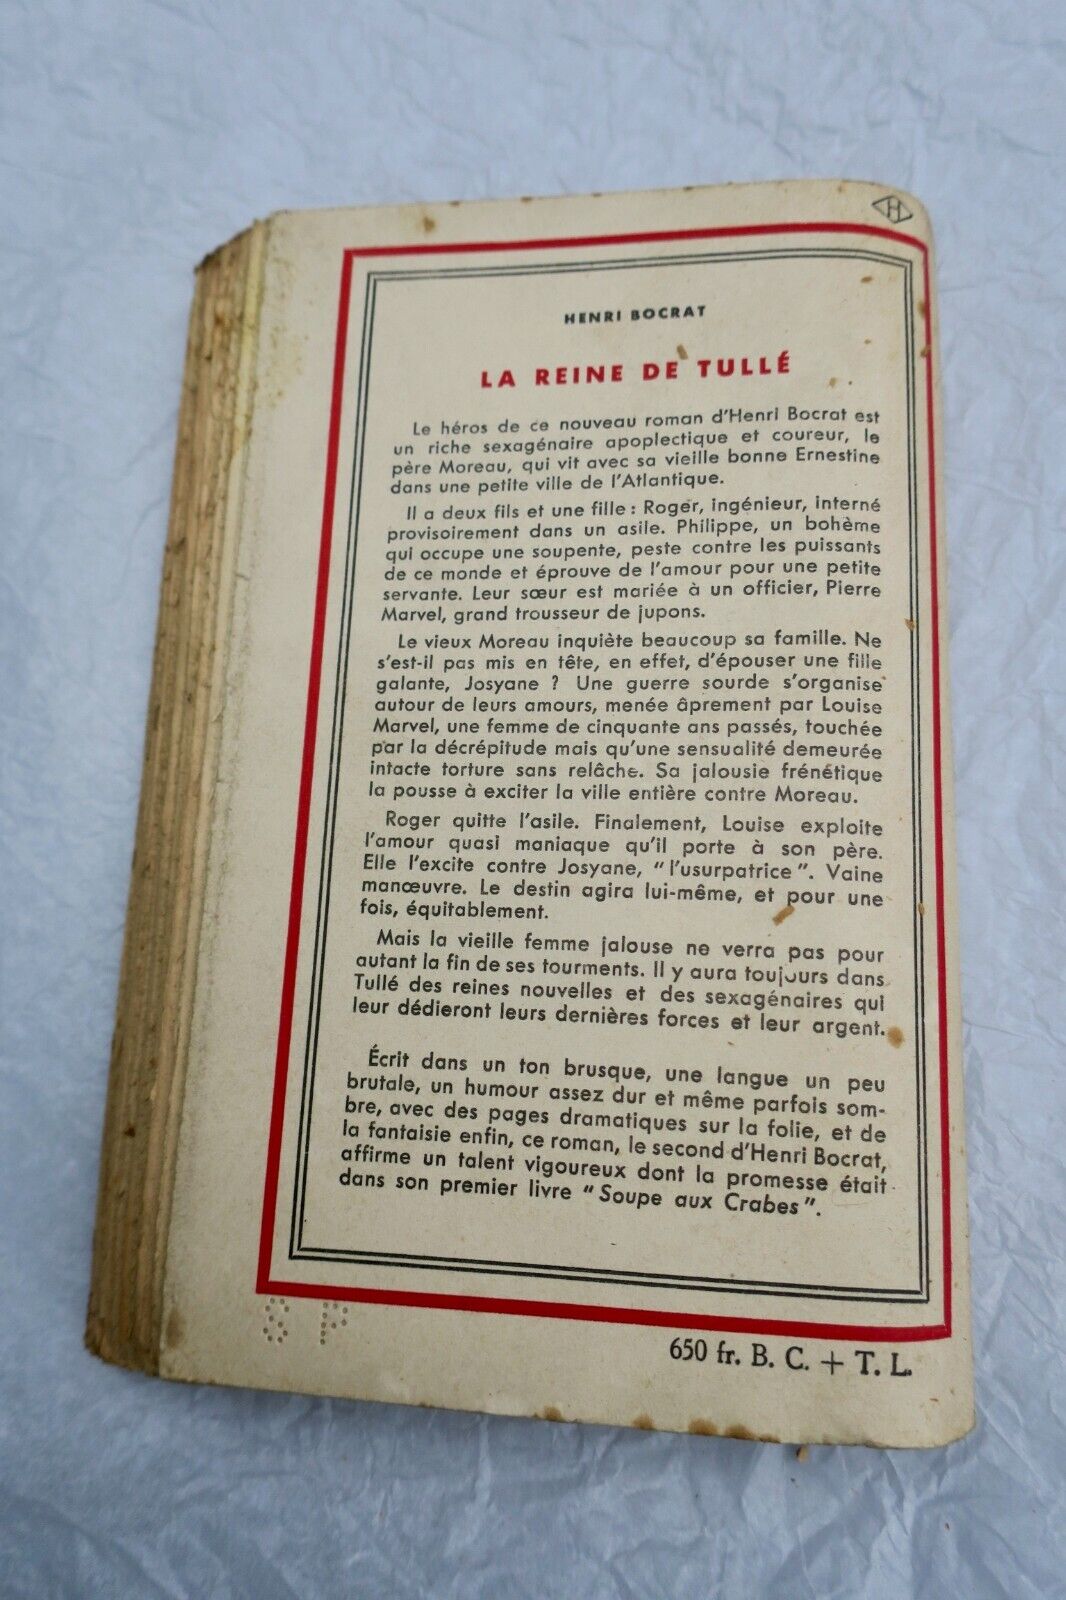 H
HENRI BOCRAT
LA REINE DE TULLÉ
Le héros de ce nouveau roman d'Henri Bocrat est
un riche sexagénaire apoplectique et coureur, le
père Moreau, qui vit avec sa vieille bonne Ernestine
dans une petite ville de l'Atlantique.
Il a deux fils et une fille : Roger, ingénieur, interné
provisoirement dans un asile. Philippe, un bohème
qui occupe une soupente, peste contre les puissants
de ce monde et éprouve de l'amour pour une petite
servante. Leur sœur est mariée à un officier, Pierre
Marvel, grand trousseur de jupons.
Le vieux Moreau inquiète beaucoup sa famille. Ne
s'est-il pas mis en tête, en effet, d'épouser une fille
galante, Josyane ? Une guerre sourde s'organise
autour de leurs amours, menée âprement par Louise
Marvel, une femme de cinquante ans passés, touchée
par la décrépitude mais qu'une sensualité demeurée
intacte torture sans relâche. Sa jalousie frénétique
la pousse à exciter la ville entière contre Moreau.
Roger quitte l'asile. Finalement, Louise exploite
l'amour quasi maniaque qu'il porte à son père.
Elle l'excite contre Josyane, "l'usurpatrice". Vaine
manœuvre. Le destin agira lui-même, et pour une
fois, équitablement.
Mais la vieille femme jalouse ne verra pas pour
autant la fin de ses tourments. Il y aura toujours dans
Tullé des reines nouvelles et des sexagénaires qui
leur dédieront leurs dernières forces et leur argent.
Écrit dans un ton brusque, une langue un peu
brutale, un humour assez dur et même parfois som-
bre, avec des pages dramatiques sur la folie, et de
la fantaisie enfin, ce roman, le second d'Henri Bocrat,
affirme un talent vigoureux dont la promesse était
dans son premier livre "Soupe aux Crabes".
S P
650 fr. B. C. + T. L.